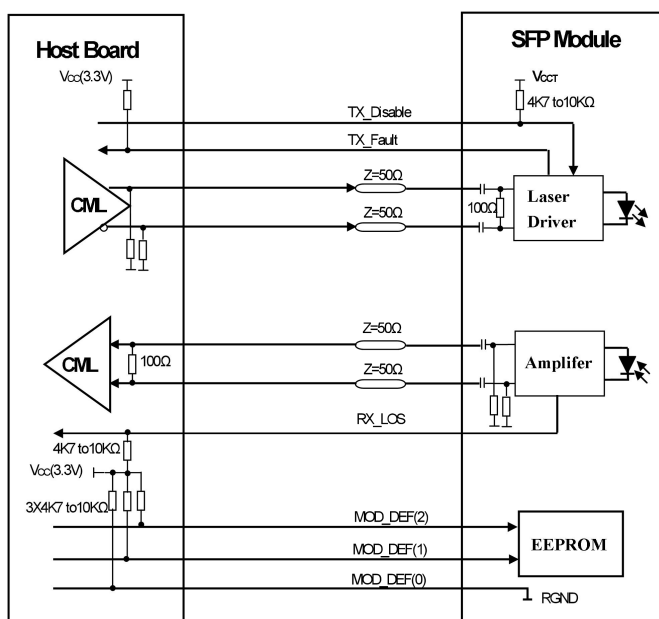 Host Board
SFP Module
Vcc(3.3V)
VCCT
4K7 to10KΩ
TX_Disable
TX_Fault
Z=50Ω
CML
Z=50Ω
100Ω
Laser
Driver
Z=50Ω
CML
100Ω
Z=50Ω
Amplifer
RX_LOS
4K7 to10KΩ
Vcc(3.3V)
3X4K7 to10KΩ
MOD_DEF(2)
MOD_DEF(1)
EEPROM
MOD_DEF(0)
RGND